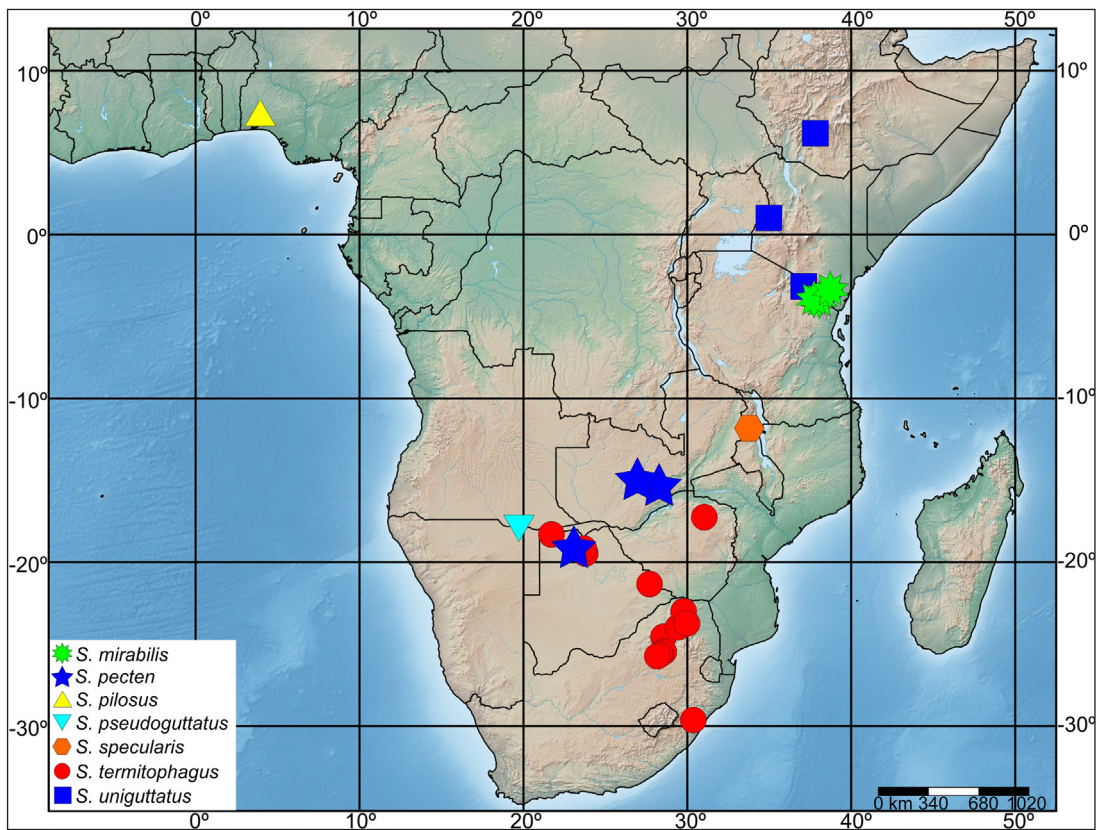 0º 10º 20º 30º 40º 50º
10º 10º
0º 0º
-10º -10º
-20º -20º
-30º -30º
S. mirabilis
S. pecten
S. pilosus
S. pseudoguttatus
S. specularis
S. termitophagus
S. uniguttatus
0 km 340 680 1020
0º 10º 20º 30º 40º 50º